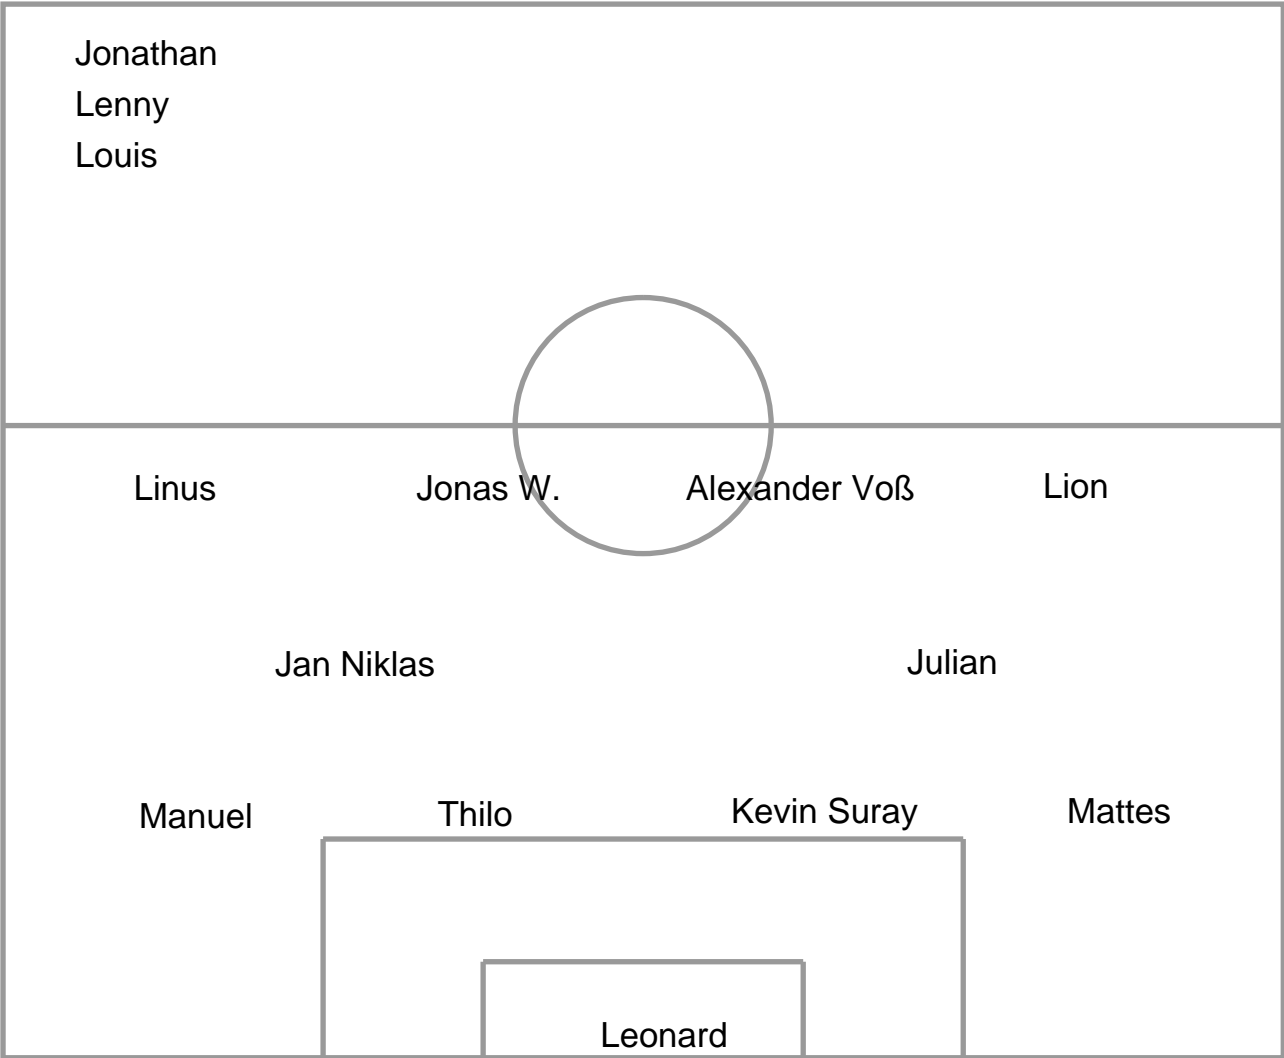 Jonathan
Lenny
Louis
Linus Jonas W. Alexander Voß Lion
Jan Niklas Julian
Manuel Thilo Kevin Suray Mattes
Leonard